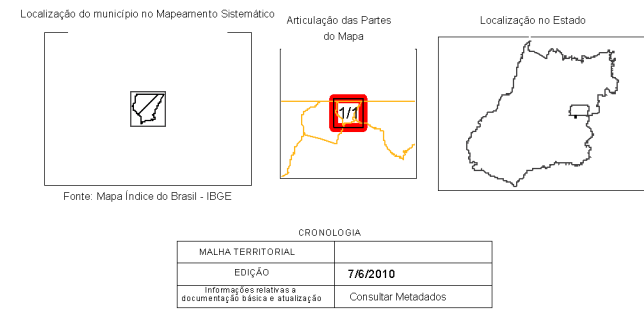 Localização do município no Mapeamento Sistemático
Articulação das Partes
do Mapa
Localização no Estado
1/1
Fonte: Mapa Índice do Brasil - IBGE
CRONOLOGIA
MALHA TERRITORIAL
EDIÇÃO 7/6/2010
Informações relativas a
documentação básica e atualização Consultar Metadados